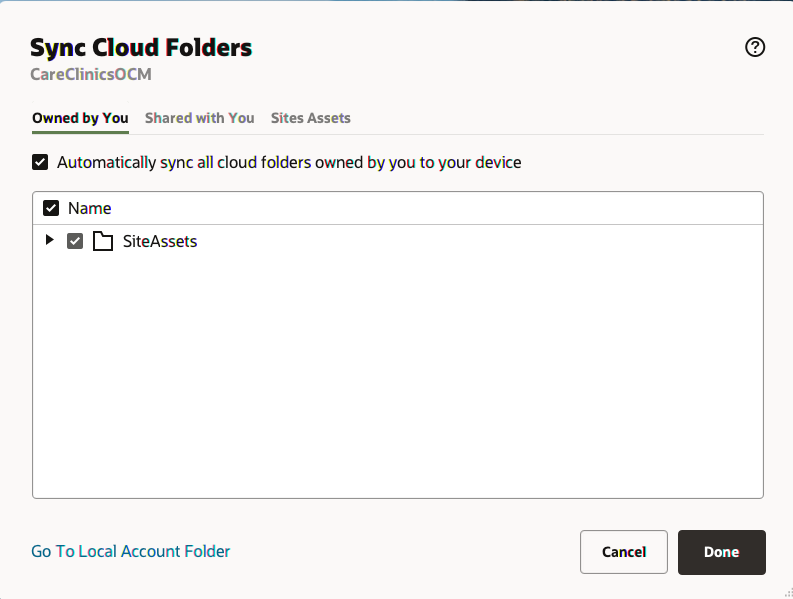 Sync Cloud Folders
CareClinicsOCM
Owned by You Shared with You Sites Assets
Automatically sync all cloud folders owned by you to your device
Name
SiteAssets
Go To Local Account Folder Cancel Done